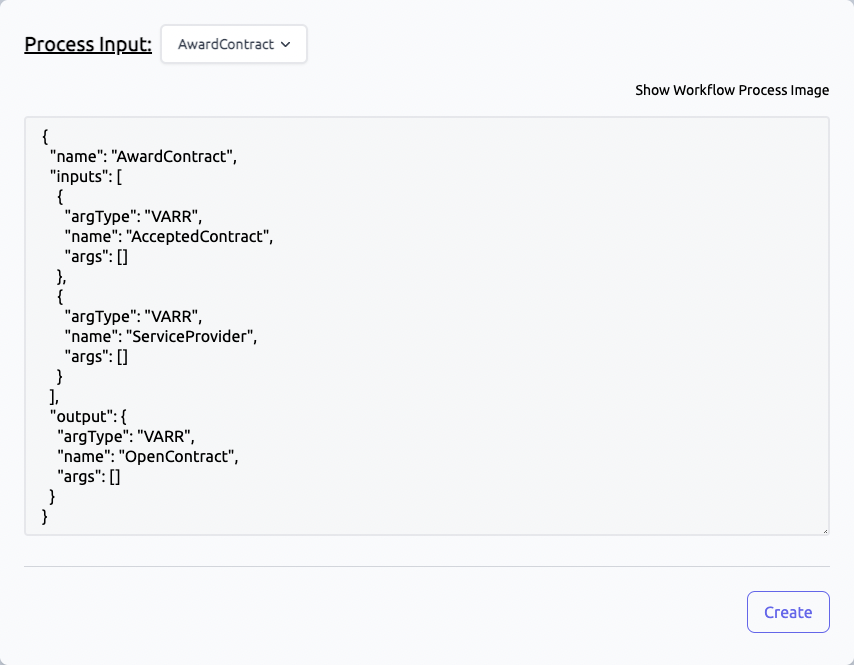 Process Input: AwardContract
Show Workflow Process Image
{
  "name": "AwardContract",
  "inputs": [
    {
      "argType": "VARR",
      "name": "AcceptedContract",
      "args": []
    },
    {
      "argType": "VARR",
      "name": "ServiceProvider",
      "args": []
    }
  ],
  "output": {
    "argType": "VARR",
    "name": "OpenContract",
    "args": []
  }
}
Create